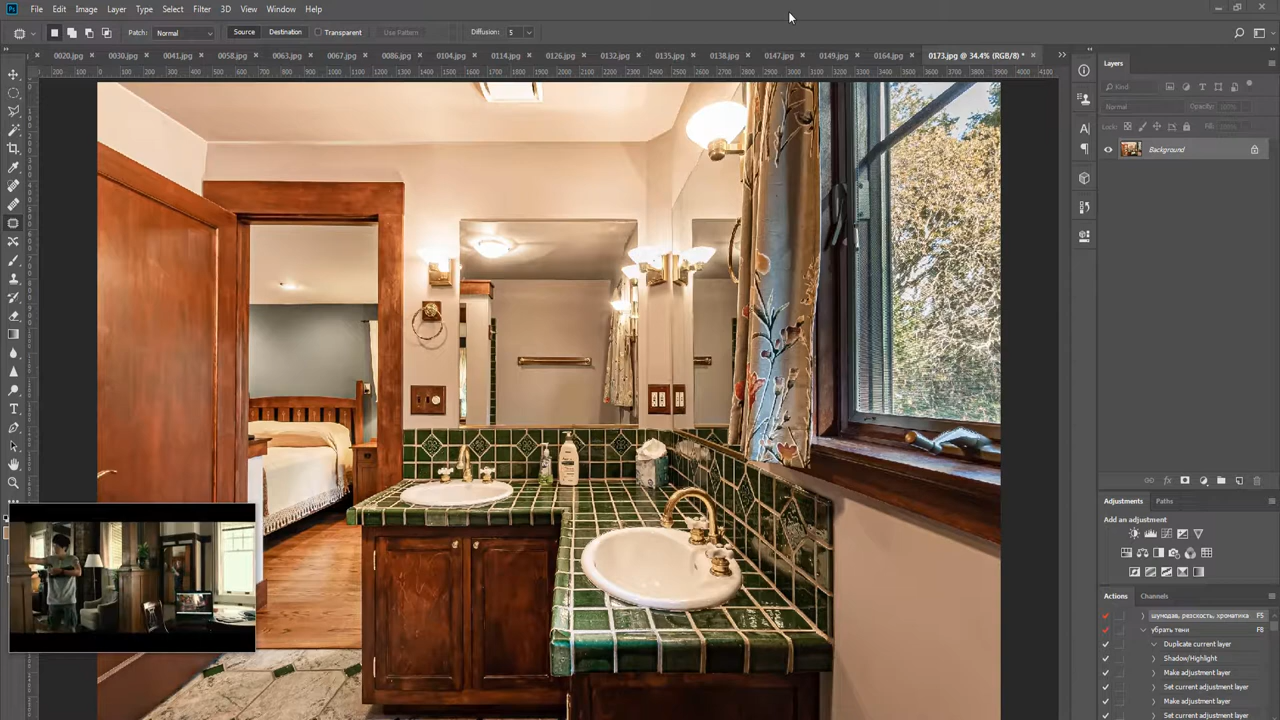 Ps File Edit Image Layer Type Select Filter 3D View Window Help
Patch: Normal Source Destination Transparent Use Pattern Diffusion: 5
0020.jpg 0030.jpg 0041.jpg 0058.jpg 0063.jpg 0067.jpg 0086.jpg 0104.jpg 0114.jpg 0126.jpg 0132.jpg 0135.jpg 0138.jpg 0147.jpg 0149.jpg 0164.jpg 0173.jpg @ 34.4% (RGB/8) *
Layers
Kind
Normal Opacity: 100%
Lock: Fill: 100%
Background
fx
Adjustments Paths
Add an adjustment
Actions Channels
шумодав, резскость, хроматика F5
убрать тени F8
Duplicate current layer
Shadow/Highlight
Make adjustment layer
Set current adjustment layer
Make adjustment layer
Set current adjustment layer